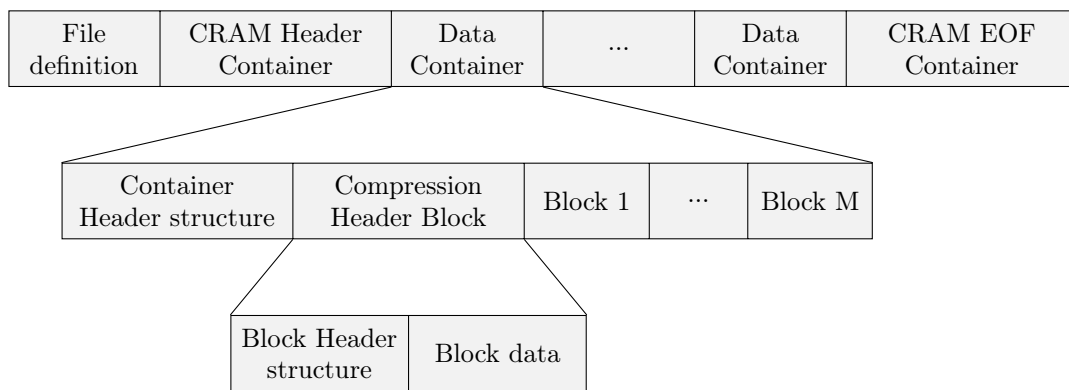 File
definition
CRAM Header
Container
Data
Container
...
Data
Container
CRAM EOF
Container
Container
Header structure
Compression
Header Block
Block 1
...
Block M
Block Header
structure
Block data